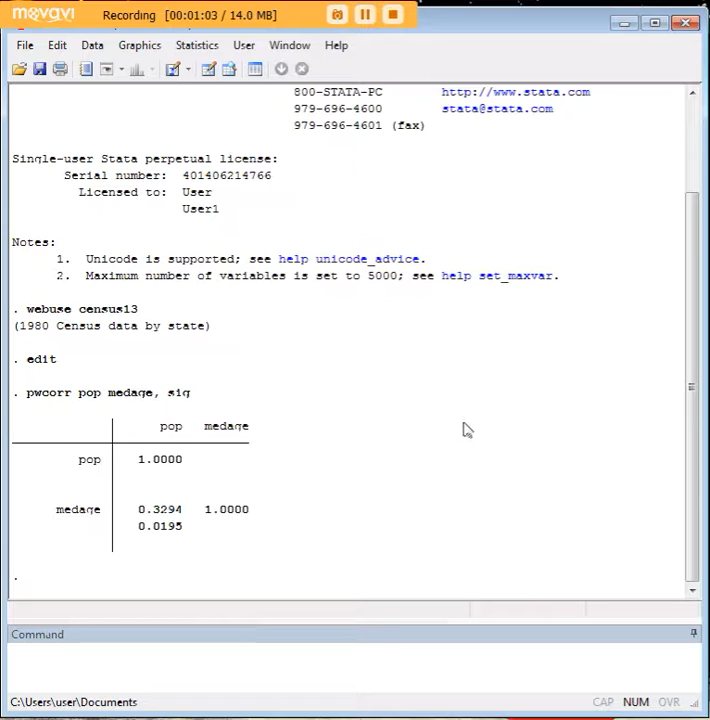 movavi Recording [00:01:03 / 14.0 MB]
File Edit Data Graphics Statistics User Window Help
800-STATA-PC http://www.stata.com
979-696-4600 stata@stata.com
979-696-4601 (fax)
Single-user Stata perpetual license:
Serial number: 401406214766
Licensed to: User
User1
Notes:
1. Unicode is supported; see help unicode_advice.
2. Maximum number of variables is set to 5000; see help set_maxvar.
. webuse census13
(1980 Census data by state)
. edit
. pwcorr pop medage, sig
pop medage
pop 1.0000
medage 0.3294 1.0000
0.0195
.
Command
C:\Users\user\Documents CAP NUM OVR